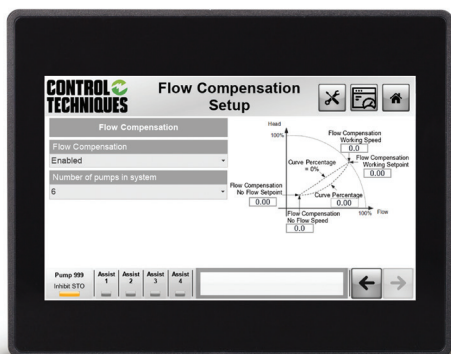 CONTROL
TECHNIQUES
Flow Compensation
Setup
Flow Compensation
Flow Compensation
Enabled
Number of pumps in system
6
Head
100%
Flow Compensation
Working Speed
0.0
Flow Compensation
Working Setpoint
0.00
Curve Percentage
= 0%
Flow Compensation
No Flow Setpoint
0.00
Curve Percentage
0.00
Flow Compensation
No Flow Speed
0.0
100% Flow
Pump 999
Inhibit STO
Assist
1
Assist
2
Assist
3
Assist
4